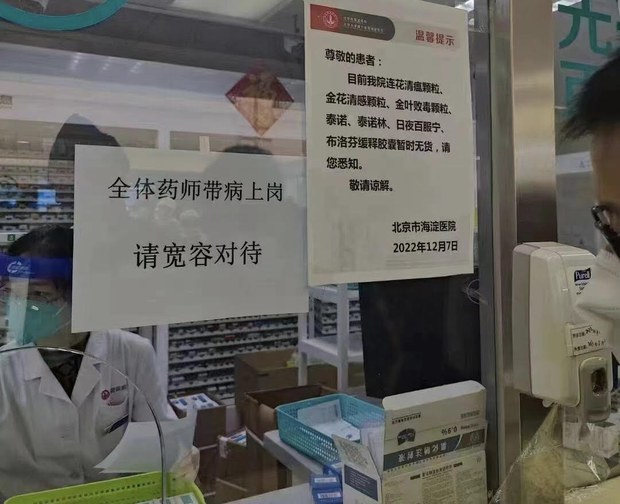 全体药师带病上岗
请宽容对待
温馨提示
尊敬的患者：
目前我院连花清瘟颗粒、
金花清感颗粒、金叶败毒颗粒、
泰诺、泰诺林、日夜百服宁、
布洛芬缓释胶囊暂时无货，请
您悉知。
敬请谅解。
北京市海淀医院
2022年12月7日
Purell